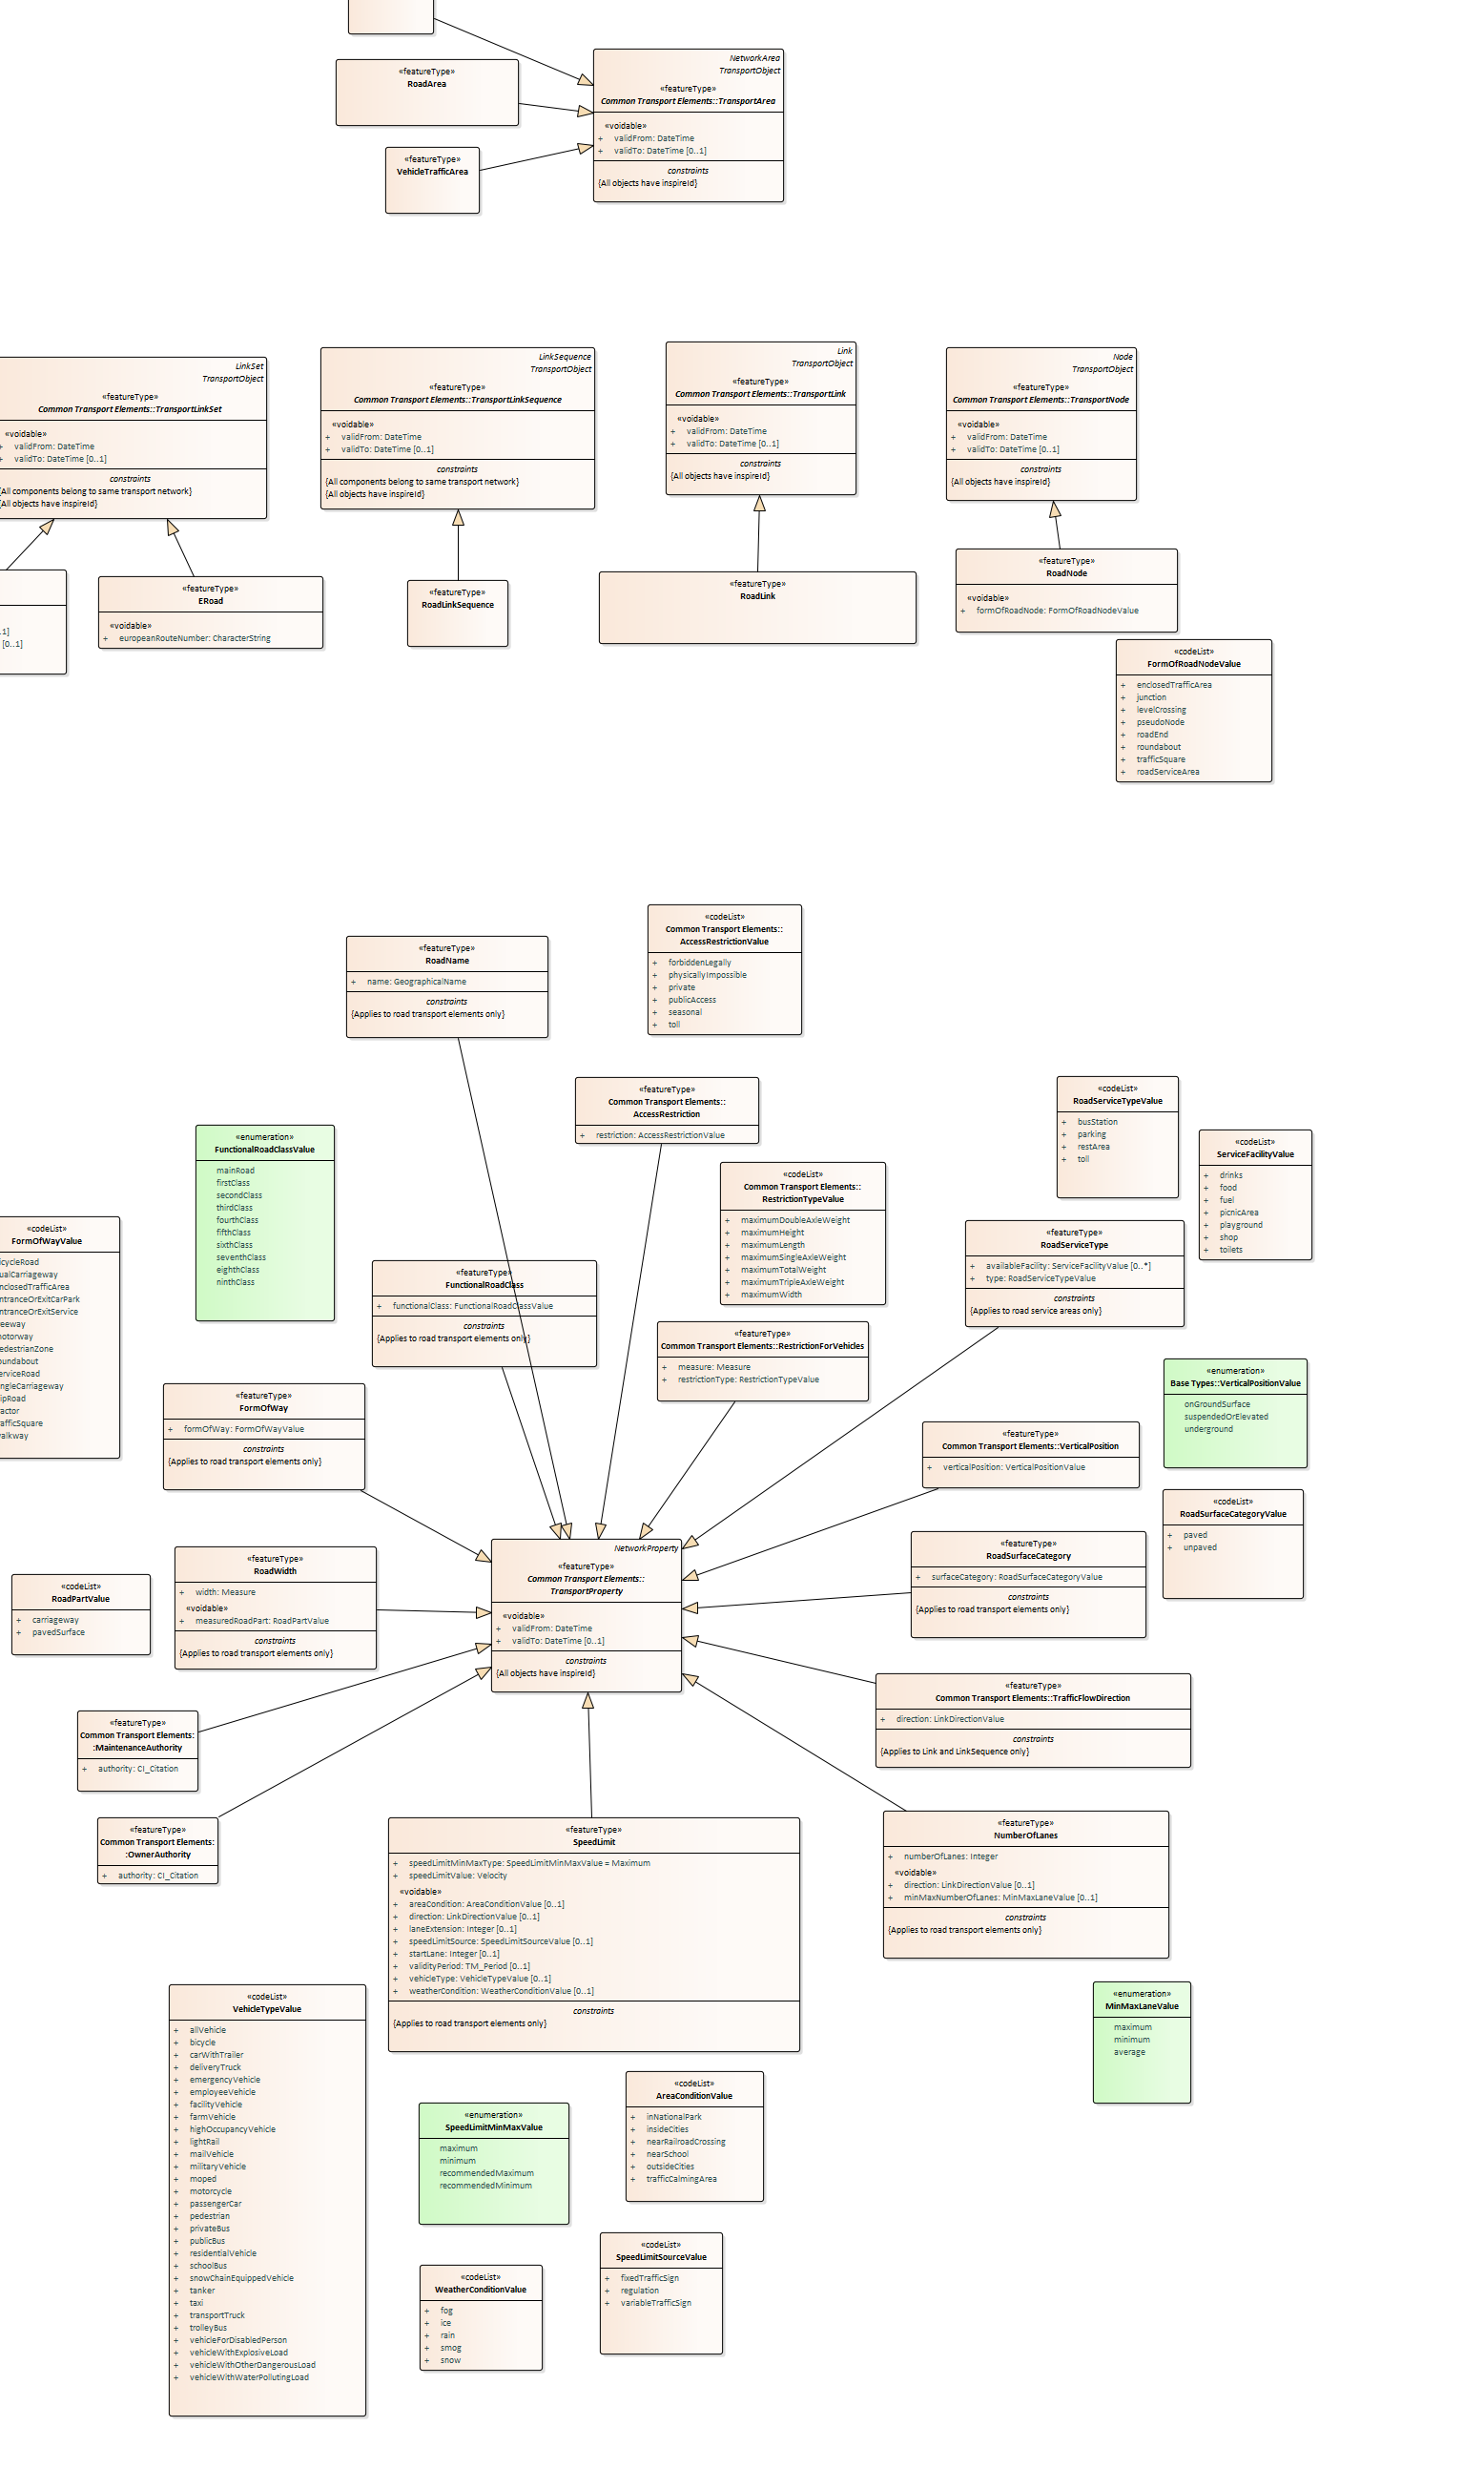 NetworkArea
TransportObject
«featureType»
Common Transport Elements::TransportArea
«voidable»
+ validFrom: DateTime
+ validTo: DateTime [0..1]
constraints
{All objects have inspireId}
«featureType»
RoadArea
«featureType»
VehicleTrafficArea
LinkSet
TransportObject
«featureType»
Common Transport Elements::TransportLinkSet
«voidable»
+ validFrom: DateTime
+ validTo: DateTime [0..1]
constraints
{All components belong to same transport network}
{All objects have inspireId}
LinkSequence
TransportObject
«featureType»
Common Transport Elements::TransportLinkSequence
«voidable»
+ validFrom: DateTime
+ validTo: DateTime [0..1]
constraints
{All components belong to same transport network}
{All objects have inspireId}
Link
TransportObject
«featureType»
Common Transport Elements::TransportLink
«voidable»
+ validFrom: DateTime
+ validTo: DateTime [0..1]
constraints
{All objects have inspireId}
Node
TransportObject
«featureType»
Common Transport Elements::TransportNode
«voidable»
+ validFrom: DateTime
+ validTo: DateTime [0..1]
constraints
{All objects have inspireId}
..1]
[0..1]
«featureType»
ERoad
«voidable»
+ europeanRouteNumber: CharacterString
«featureType»
RoadLinkSequence
«featureType»
RoadLink
«featureType»
RoadNode
«voidable»
+ formOfRoadNode: FormOfRoadNodeValue
«codeList»
FormOfRoadNodeValue
+ enclosedTrafficArea
+ junction
+ levelCrossing
+ pseudoNode
+ roadEnd
+ roundabout
+ trafficSquare
+ roadServiceArea
«codeList»
Common Transport Elements::
AccessRestrictionValue
+ forbiddenLegally
+ physicallyImpossible
+ private
+ publicAccess
+ seasonal
+ toll
«featureType»
RoadName
+ name: GeographicalName
constraints
{Applies to road transport elements only}
«featureType»
Common Transport Elements::
AccessRestriction
+ restriction: AccessRestrictionValue
«codeList»
RoadServiceTypeValue
+ busStation
+ parking
+ restArea
+ toll
«codeList»
ServiceFacilityValue
+ drinks
+ food
+ fuel
+ picnicArea
+ playground
+ shop
+ toilets
«enumeration»
FunctionalRoadClassValue
mainRoad
firstClass
secondClass
thirdClass
fourthClass
fifthClass
sixthClass
seventhClass
eighthClass
ninthClass
«codeList»
Common Transport Elements::
RestrictionTypeValue
+ maximumDoubleAxleWeight
+ maximumHeight
+ maximumLength
+ maximumSingleAxleWeight
+ maximumTotalWeight
+ maximumTripleAxleWeight
+ maximumWidth
«codeList»
FormOfWayValue
icycleRoad
ualCarriageway
nclosedTrafficArea
ntranceOrExitCarPark
ntranceOrExitService
eeway
otorway
edestrianZone
oundabout
erviceRoad
ngleCarriageway
ipRoad
actor
afficSquare
alkway
«featureType»
RoadServiceType
+ availableFacility: ServiceFacilityValue [0..*]
+ type: RoadServiceTypeValue
constraints
{Applies to road service areas only}
«featureType»
FunctionalRoadClass
+ functionalClass: FunctionalRoadClassValue
constraints
{Applies to road transport elements only}
«featureType»
Common Transport Elements::RestrictionForVehicles
+ measure: Measure
+ restrictionType: RestrictionTypeValue
«enumeration»
Base Types::VerticalPositionValue
onGroundSurface
suspendedOrElevated
underground
«featureType»
FormOfWay
+ formOfWay: FormOfWayValue
constraints
{Applies to road transport elements only}
«featureType»
Common Transport Elements::VerticalPosition
+ verticalPosition: VerticalPositionValue
«codeList»
RoadSurfaceCategoryValue
+ paved
+ unpaved
«featureType»
RoadSurfaceCategory
+ surfaceCategory: RoadSurfaceCategoryValue
constraints
{Applies to road transport elements only}
NetworkProperty
«featureType»
Common Transport Elements::
TransportProperty
«voidable»
+ validFrom: DateTime
+ validTo: DateTime [0..1]
constraints
{All objects have inspireId}
«featureType»
RoadWidth
+ width: Measure
«voidable»
+ measuredRoadPart: RoadPartValue
constraints
{Applies to road transport elements only}
«codeList»
RoadPartValue
+ carriageway
+ pavedSurface
«featureType»
Common Transport Elements::TrafficFlowDirection
+ direction: LinkDirectionValue
constraints
{Applies to Link and LinkSequence only}
«featureType»
Common Transport Elements:
:MaintenanceAuthority
+ authority: CI_Citation
«featureType»
Common Transport Elements:
:OwnerAuthority
+ authority: CI_Citation
«featureType»
SpeedLimit
+ speedLimitMinMaxType: SpeedLimitMinMaxValue = Maximum
+ speedLimitValue: Velocity
«voidable»
+ areaCondition: AreaConditionValue [0..1]
+ direction: LinkDirectionValue [0..1]
+ laneExtension: Integer [0..1]
+ speedLimitSource: SpeedLimitSourceValue [0..1]
+ startLane: Integer [0..1]
+ validityPeriod: TM_Period [0..1]
+ vehicleType: VehicleTypeValue [0..1]
+ weatherCondition: WeatherConditionValue [0..1]
constraints
{Applies to road transport elements only}
«featureType»
NumberOfLanes
+ numberOfLanes: Integer
«voidable»
+ direction: LinkDirectionValue [0..1]
+ minMaxNumberOfLanes: MinMaxLaneValue [0..1]
constraints
{Applies to road transport elements only}
«enumeration»
MinMaxLaneValue
maximum
minimum
average
«codeList»
VehicleTypeValue
+ allVehicle
+ bicycle
+ carWithTrailer
+ deliveryTruck
+ emergencyVehicle
+ employeeVehicle
+ facilityVehicle
+ farmVehicle
+ highOccupancyVehicle
+ lightRail
+ mailVehicle
+ militaryVehicle
+ moped
+ motorcycle
+ passengerCar
+ pedestrian
+ privateBus
+ publicBus
+ residentialVehicle
+ schoolBus
+ snowChainEquippedVehicle
+ tanker
+ taxi
+ transportTruck
+ trolleyBus
+ vehicleForDisabledPerson
+ vehicleWithExplosiveLoad
+ vehicleWithOtherDangerousLoad
+ vehicleWithWaterPollutingLoad
«enumeration»
SpeedLimitMinMaxValue
maximum
minimum
recommendedMaximum
recommendedMinimum
«codeList»
AreaConditionValue
+ inNationalPark
+ insideCities
+ nearRailroadCrossing
+ nearSchool
+ outsideCities
+ trafficCalmingArea
«codeList»
WeatherConditionValue
+ fog
+ ice
+ rain
+ smog
+ snow
«codeList»
SpeedLimitSourceValue
+ fixedTrafficSign
+ regulation
+ variableTrafficSign